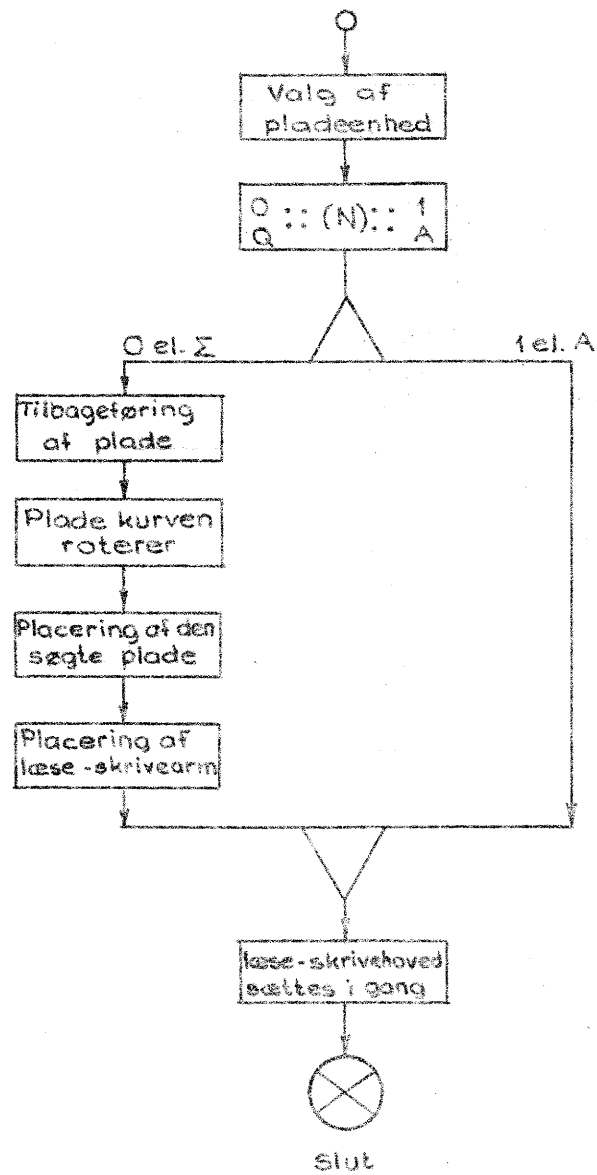 Valg af
pladeenhed
0 :: (N) :: 1
Q A
0 el. Σ
1 el. A
Tilbageføring
af plade
Plade kurven
roterer
Placering af den
søgte plade
Placering af
læse-skrivearm
læse-skrivehoved
sættes i gang
Slut